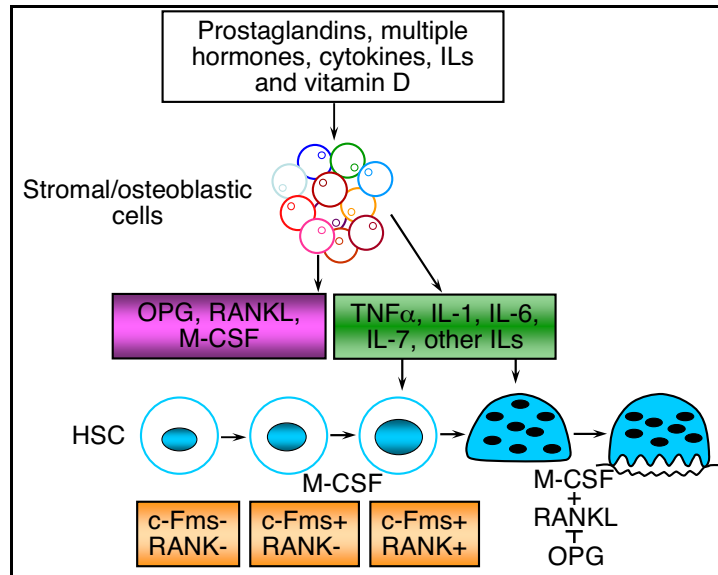 Prostaglandins, multiple
hormones, cytokines, ILs
and vitamin D
Stromal/osteoblastic
cells
OPG, RANKL,
M-CSF
TNFα, IL-1, IL-6,
IL-7, other ILs
HSC
M-CSF
c-Fms-
RANK-
c-Fms+
RANK-
c-Fms+
RANK+
M-CSF
+
RANKL
OPG